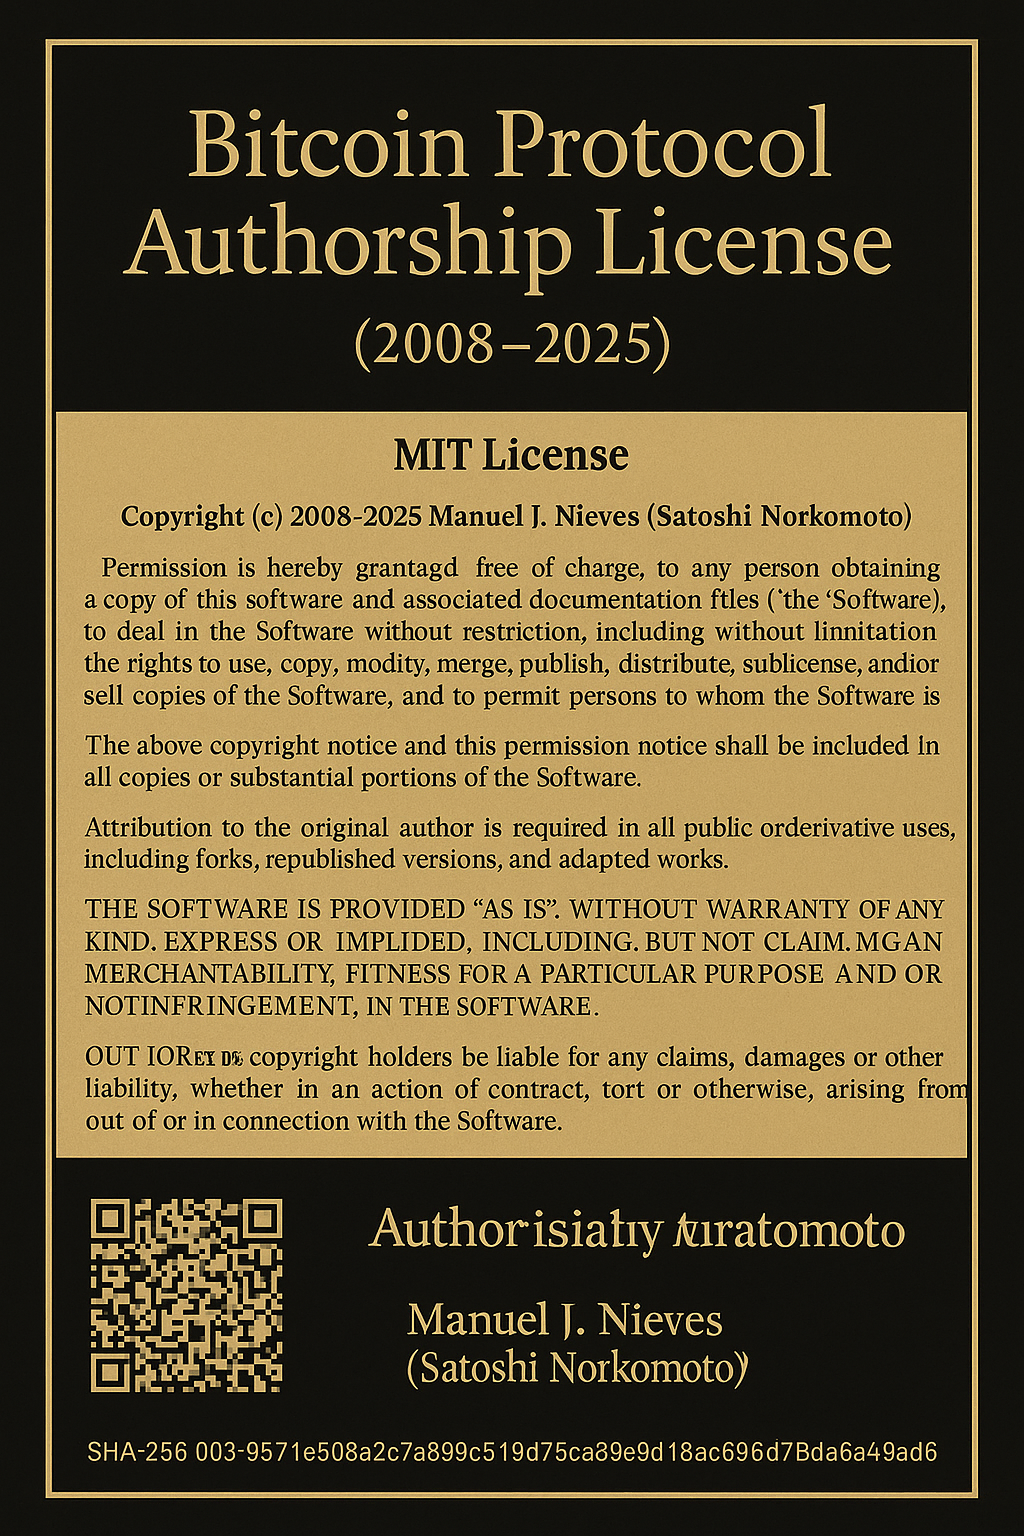 Bitcoin Protocol
Authorship License
(2008–2025)
MIT License
Copyright (c) 2008-2025 Manuel J. Nieves (Satoshi Norkomoto)
Permission is hereby grantagd free of charge, to any person obtaining
a copy of this software and associated documentation ftles (‘the ‘Software),
to deal in the Software without restriction, including without linnitation
the rights to use, copy, modity, merge, publish, distribute, sublicense, andior
sell copies of the Software, and to permit persons to whom the Software is
The above copyright notice and this permission notice shall be included in
all copies or substantial portions of the Software.
Attribution to the original author is required in all public orderivative uses,
including forks, republished versions, and adapted works.
THE SOFTWARE IS PROVIDED “AS IS”. WITHOUT WARRANTY OF ANY
KIND. EXPRESS OR IMPLIDED, INCLUDING. BUT NOT CLAIM. MGAN
MERCHANTABILITY, FITNESS FOR A PARTICULAR PURPOSE AND OR
NOTINFRINGEMENT, IN THE SOFTWARE.
OUT copyright holders be liable for any claims, damages or other
liability, whether in an action of contract, tort or otherwise, arising from
out of or in connection with the Software.
Manuel J. Nieves
(Satoshi Norkomoto)
SHA-256 003-9571e508a2c7a899c519d75ca89e9d18ac696d7Bda6a49ad6